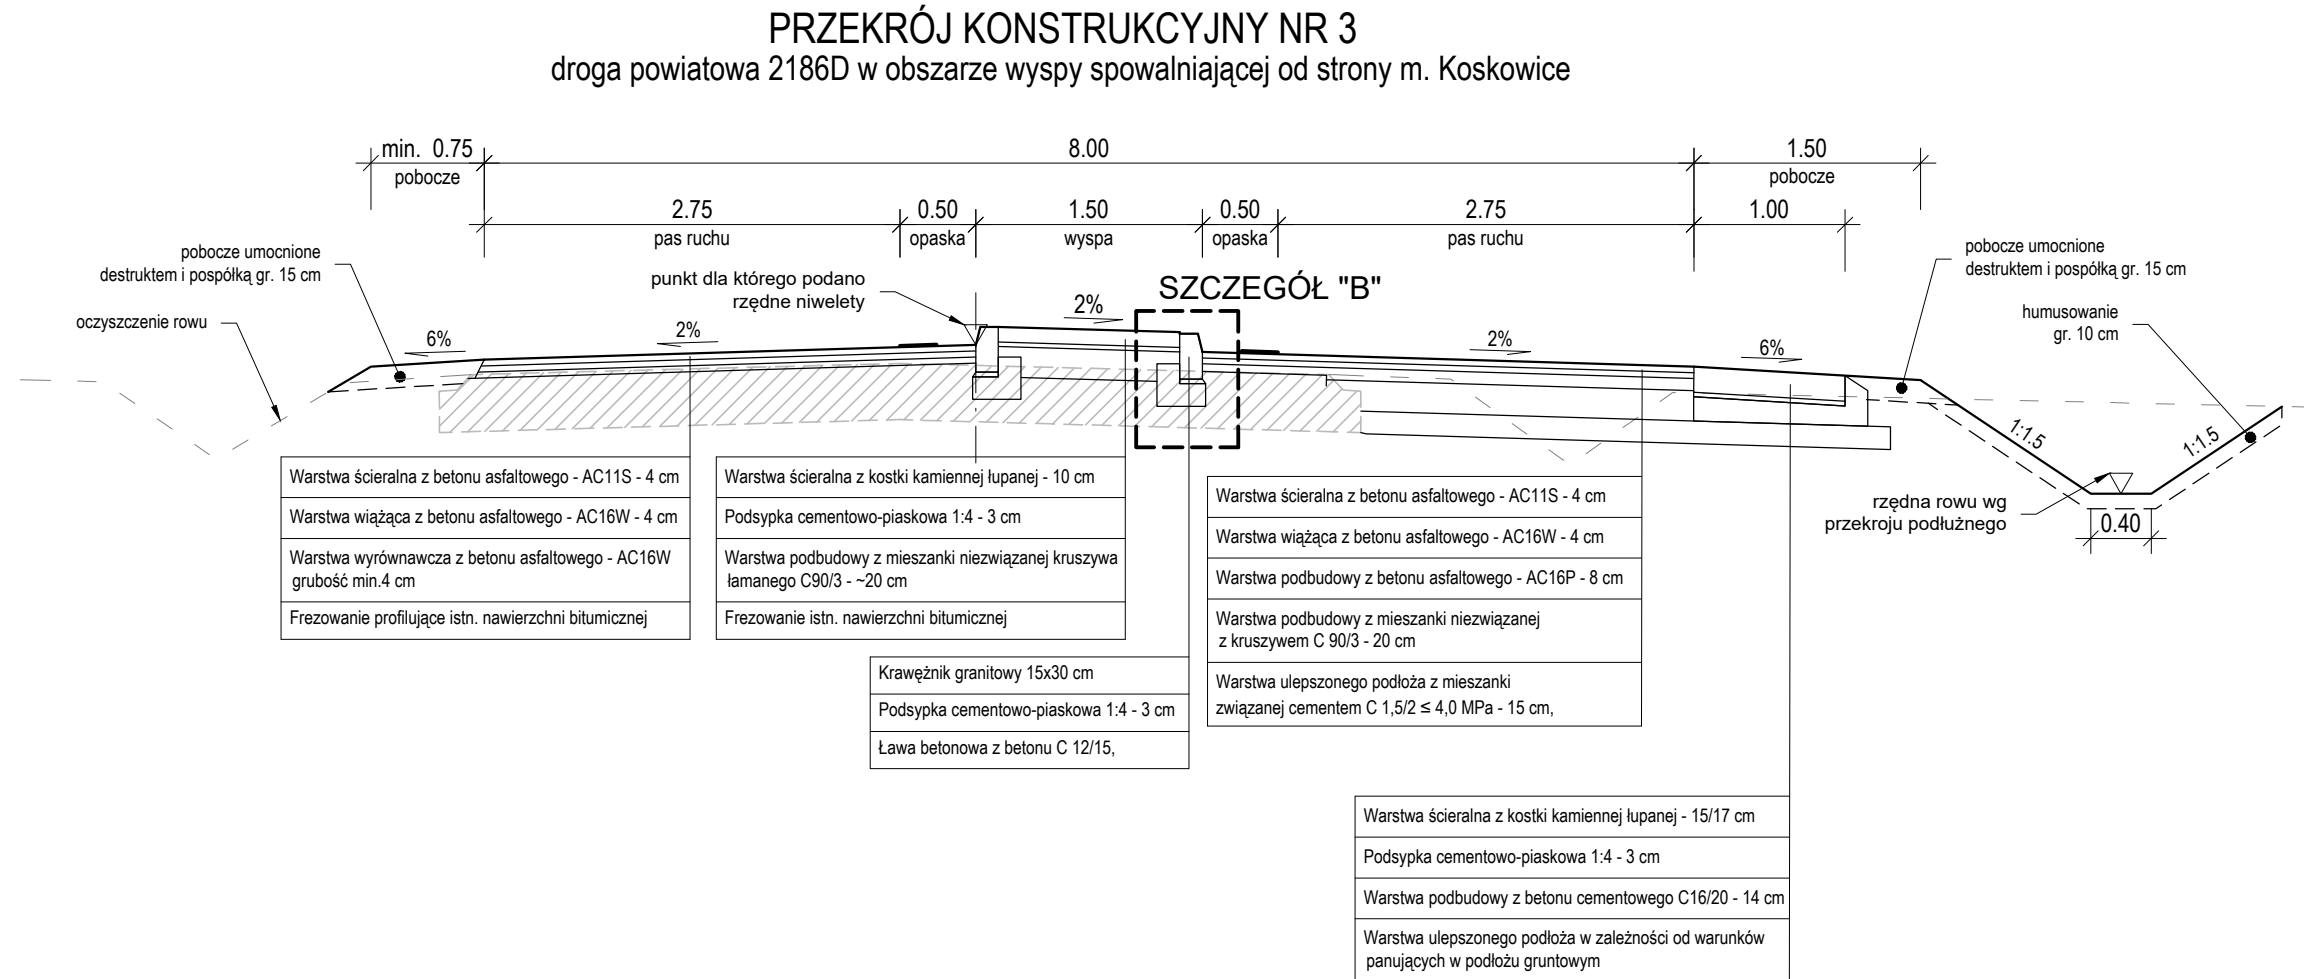 PRZEKRÓJ KONSTRUKCYJNY NR 3
droga powiatowa 2186D w obszarze wyspy spowalniającej od strony m. Koskowice
min. 0.75
pobocze
8.00
1.50
pobocze
2.75
pas ruchu
0.50
opaska
1.50
wyspa
0.50
opaska
2.75
pas ruchu
1.00
pobocze umocnione
destruktem i pospółką gr. 15 cm
oczyszczenie rowu
punkt dla którego podano
rzędne niwelety
SZCZEGÓŁ "B"
pobocze umocnione
destruktem i pospółką gr. 15 cm
humusowanie
gr. 10 cm
6%
2%
2%
2%
6%
1:1.5
1:1.5
rzędna rowu wg
przekroju podłużnego
0.40
Warstwa ścieralna z betonu asfaltowego - AC11S - 4 cm
Warstwa wiążąca z betonu asfaltowego - AC16W - 4 cm
Warstwa wyrównawcza z betonu asfaltowego - AC16W
grubość min.4 cm
Frezowanie profilujące istn. nawierzchni bitumicznej
Warstwa ścieralna z kostki kamiennej łupanej - 10 cm
Podsypka cementowo-piaskowa 1:4 - 3 cm
Warstwa podbudowy z mieszanki niezwiązanej kruszywa
łamanego C90/3 - ~20 cm
Frezowanie istn. nawierzchni bitumicznej
Krawężnik granitowy 15x30 cm
Podsypka cementowo-piaskowa 1:4 - 3 cm
Ława betonowa z betonu C 12/15,
Warstwa ścieralna z betonu asfaltowego - AC11S - 4 cm
Warstwa wiążąca z betonu asfaltowego - AC16W - 4 cm
Warstwa podbudowy z betonu asfaltowego - AC16P - 8 cm
Warstwa podbudowy z mieszanki niezwiązanej
z kruszywem C 90/3 - 20 cm
Warstwa ulepszonego podłoża z mieszanki
związanej cementem C 1,5/2 ≤ 4,0 MPa - 15 cm,
Warstwa ścieralna z kostki kamiennej łupanej - 15/17 cm
Podsypka cementowo-piaskowa 1:4 - 3 cm
Warstwa podbudowy z betonu cementowego C16/20 - 14 cm
Warstwa ulepszonego podłoża w zależności od warunków
panujących w podłożu gruntowym